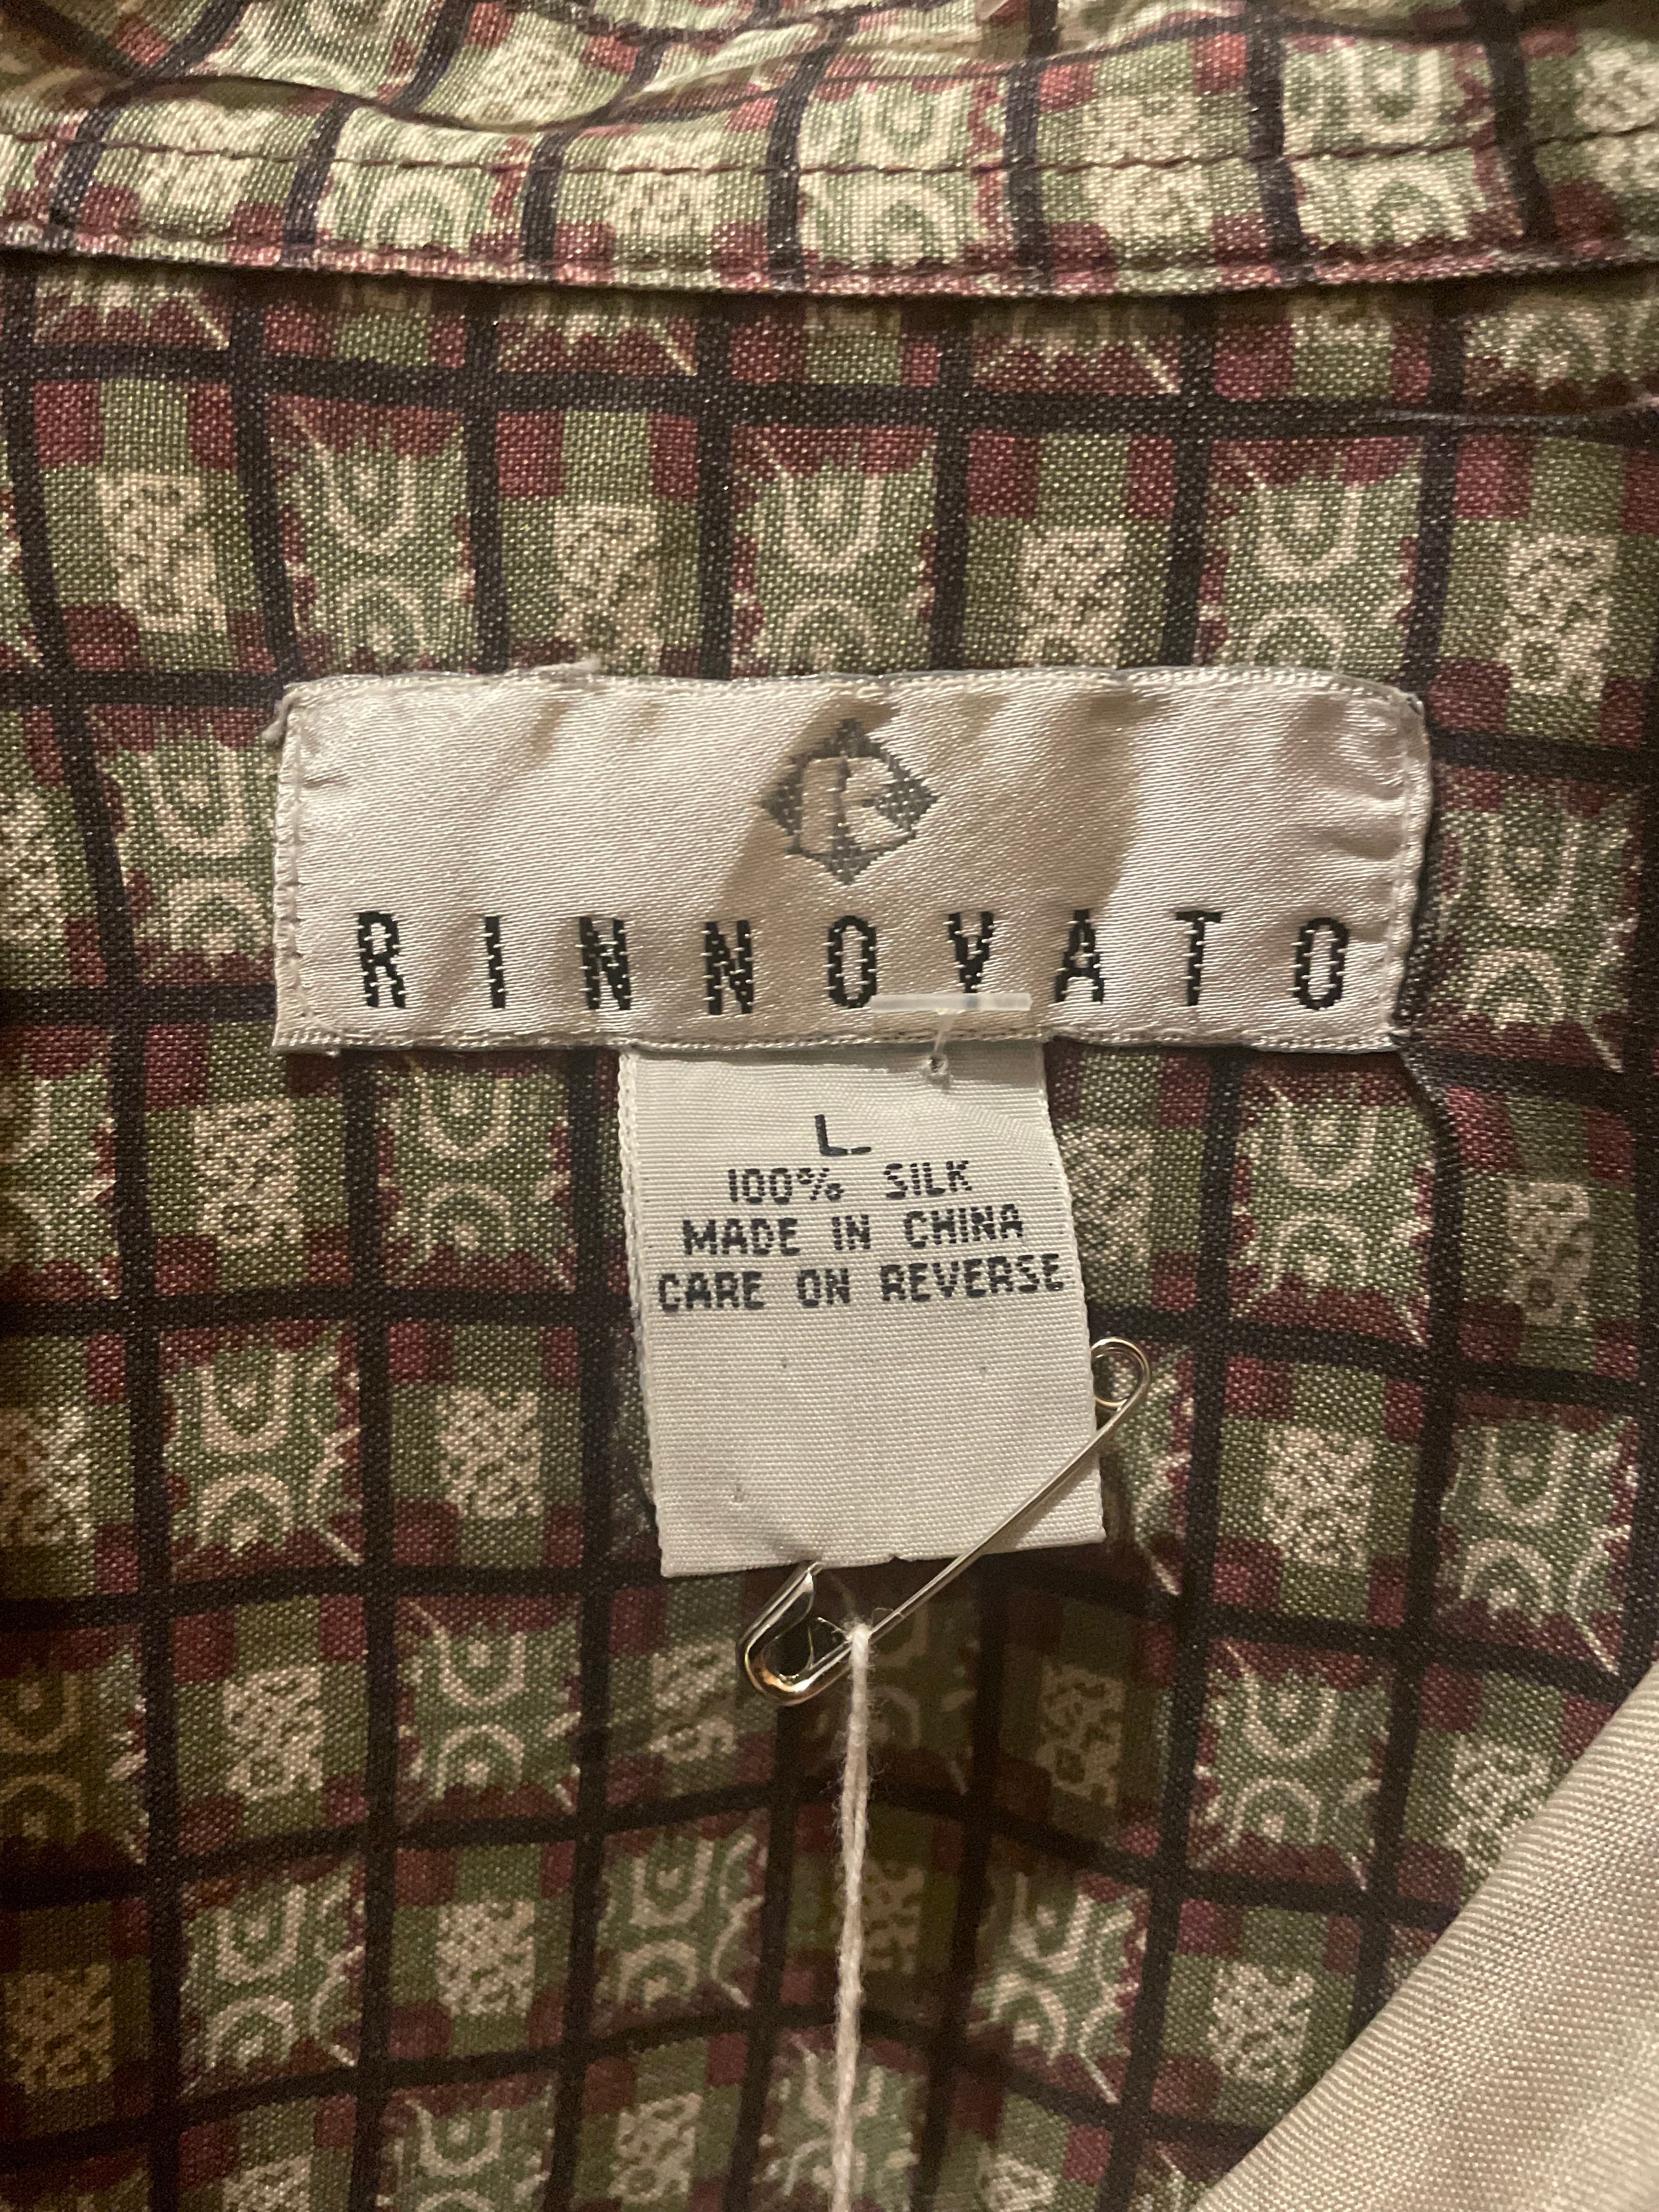 R
RINNOVATO
L
100% SILK
MADE IN CHINA
CARE ON REVERSE